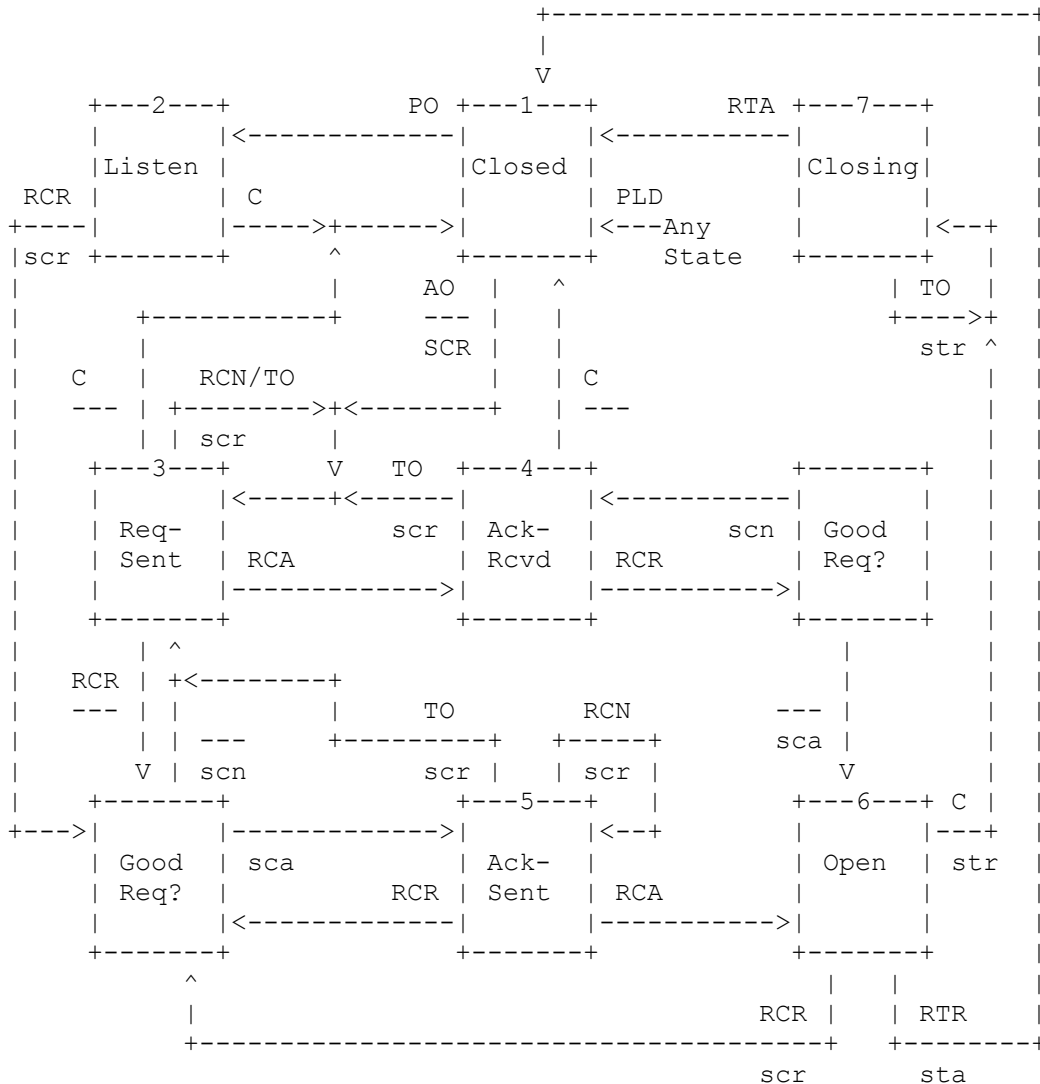 +------------------------------+
|                              |
V                              |
+---2---+ PO +---1---+ RTA +---7---+
| |<-------------| |<-----------| | |
|Listen| |Closed | |Closing| |
RCR | | C | | PLD | | |
+----| |----->+------>| |<---Any | |<--+ |
|scr +-------+ ^ +-------+ State +-------+ | |
| | AO | ^ | TO | |
| +-----------+ --- | | +---->+ |
| | SCR | | str ^ |
| C | RCN/TO | | C | |
| --- | +-------->+<--------+ | --- | |
| | | scr | | | |
| +---3---+ V TO +---4---+ +-------+ | |
| | |<-----+<------| |<-----------| | | |
| | Req- | scr | Ack- | scn | Good | | |
| | Sent | RCA | Rcvd | RCR | Req? | | |
| | |------------->| |----------->| | | |
| +-------+ +-------+ +-------+ | |
| | ^ | | |
| RCR | +<--------+ | | |
| --- | | | TO RCN --- | | |
| | | --- +---------+ +-----+ sca | | |
| V | scn scr | | scr | V | |
| +-------+ +---5---+ | +---6---+ C | |
+--->| |------------->| |<--+ | |---+ |
| Good | sca | Ack- | | Open | str |
| Req? | RCR | Sent | RCA | | |
| |<-------------| |----------->| | |
+-------+ +-------+ +-------+ |
^ | | |
| RCR | | RTR |
+---------------------------------------+ +--------+
scr sta